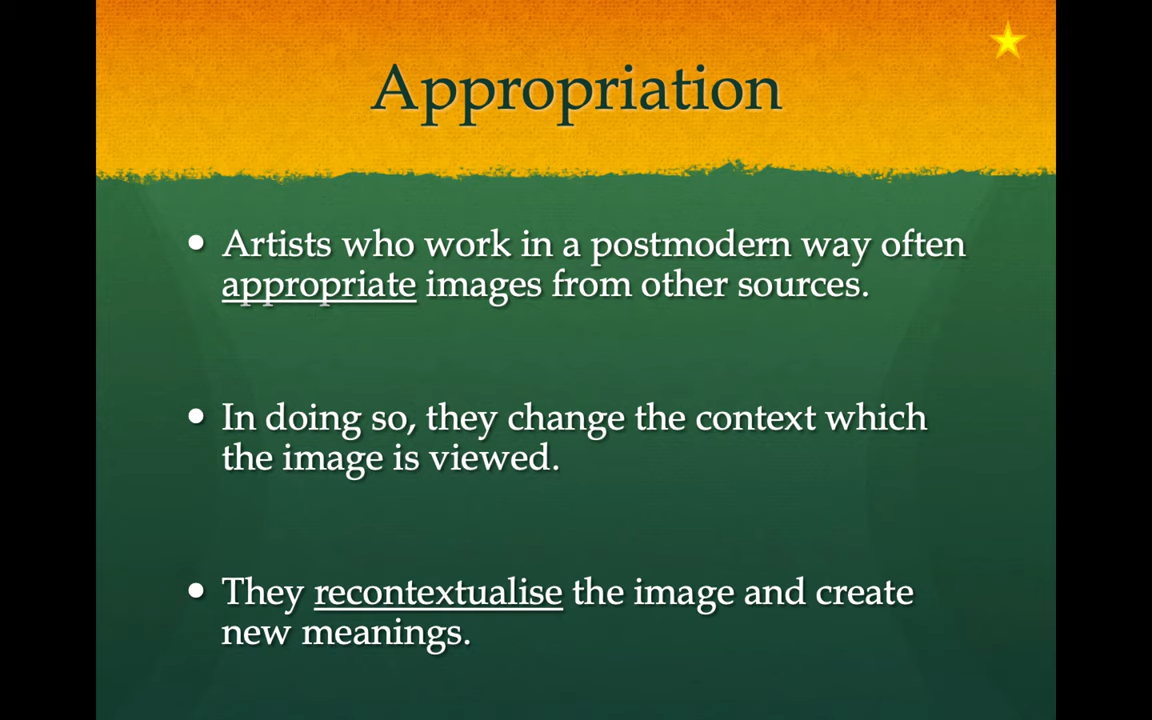 Appropriation
• Artists who work in a postmodern way often
appropriate images from other sources.
• In doing so, they change the context which
the image is viewed.
• They recontextualise the image and create
new meanings.